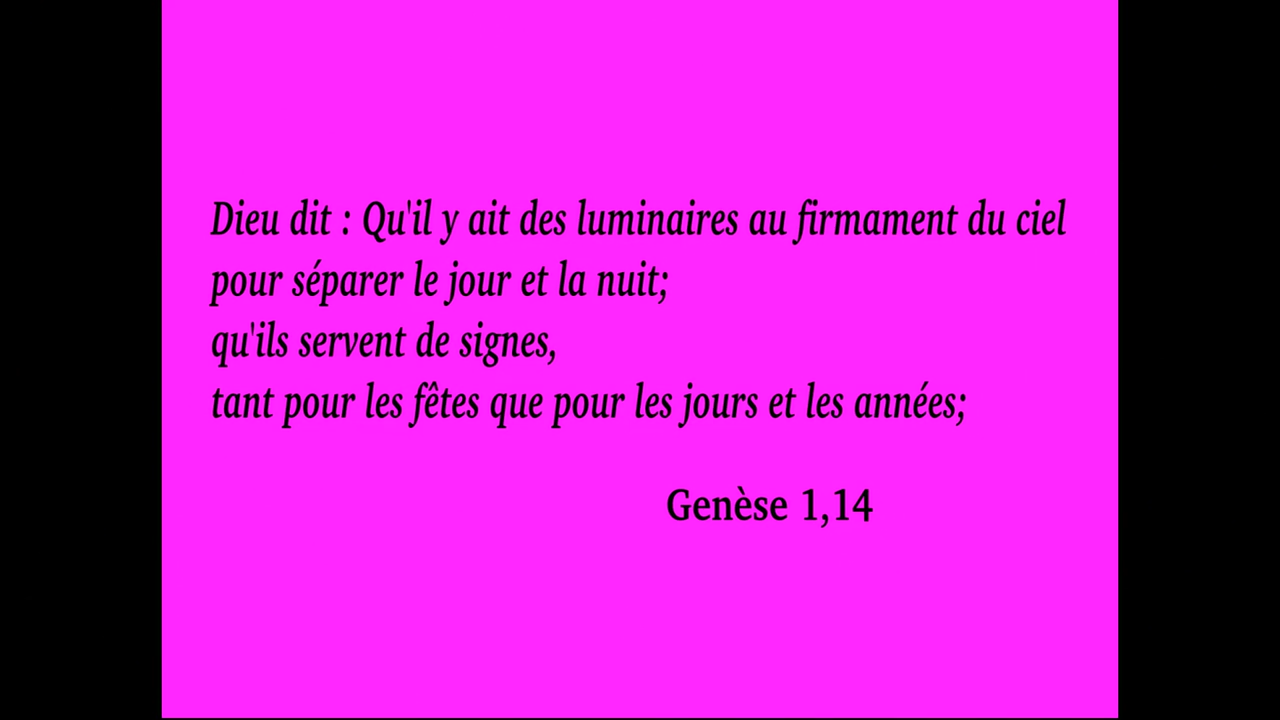 Dieu dit : Qu'il y ait des luminaires au firmament du ciel
pour séparer le jour et la nuit;
qu'ils servent de signes,
tant pour les fêtes que pour les jours et les années;
Genèse 1,14